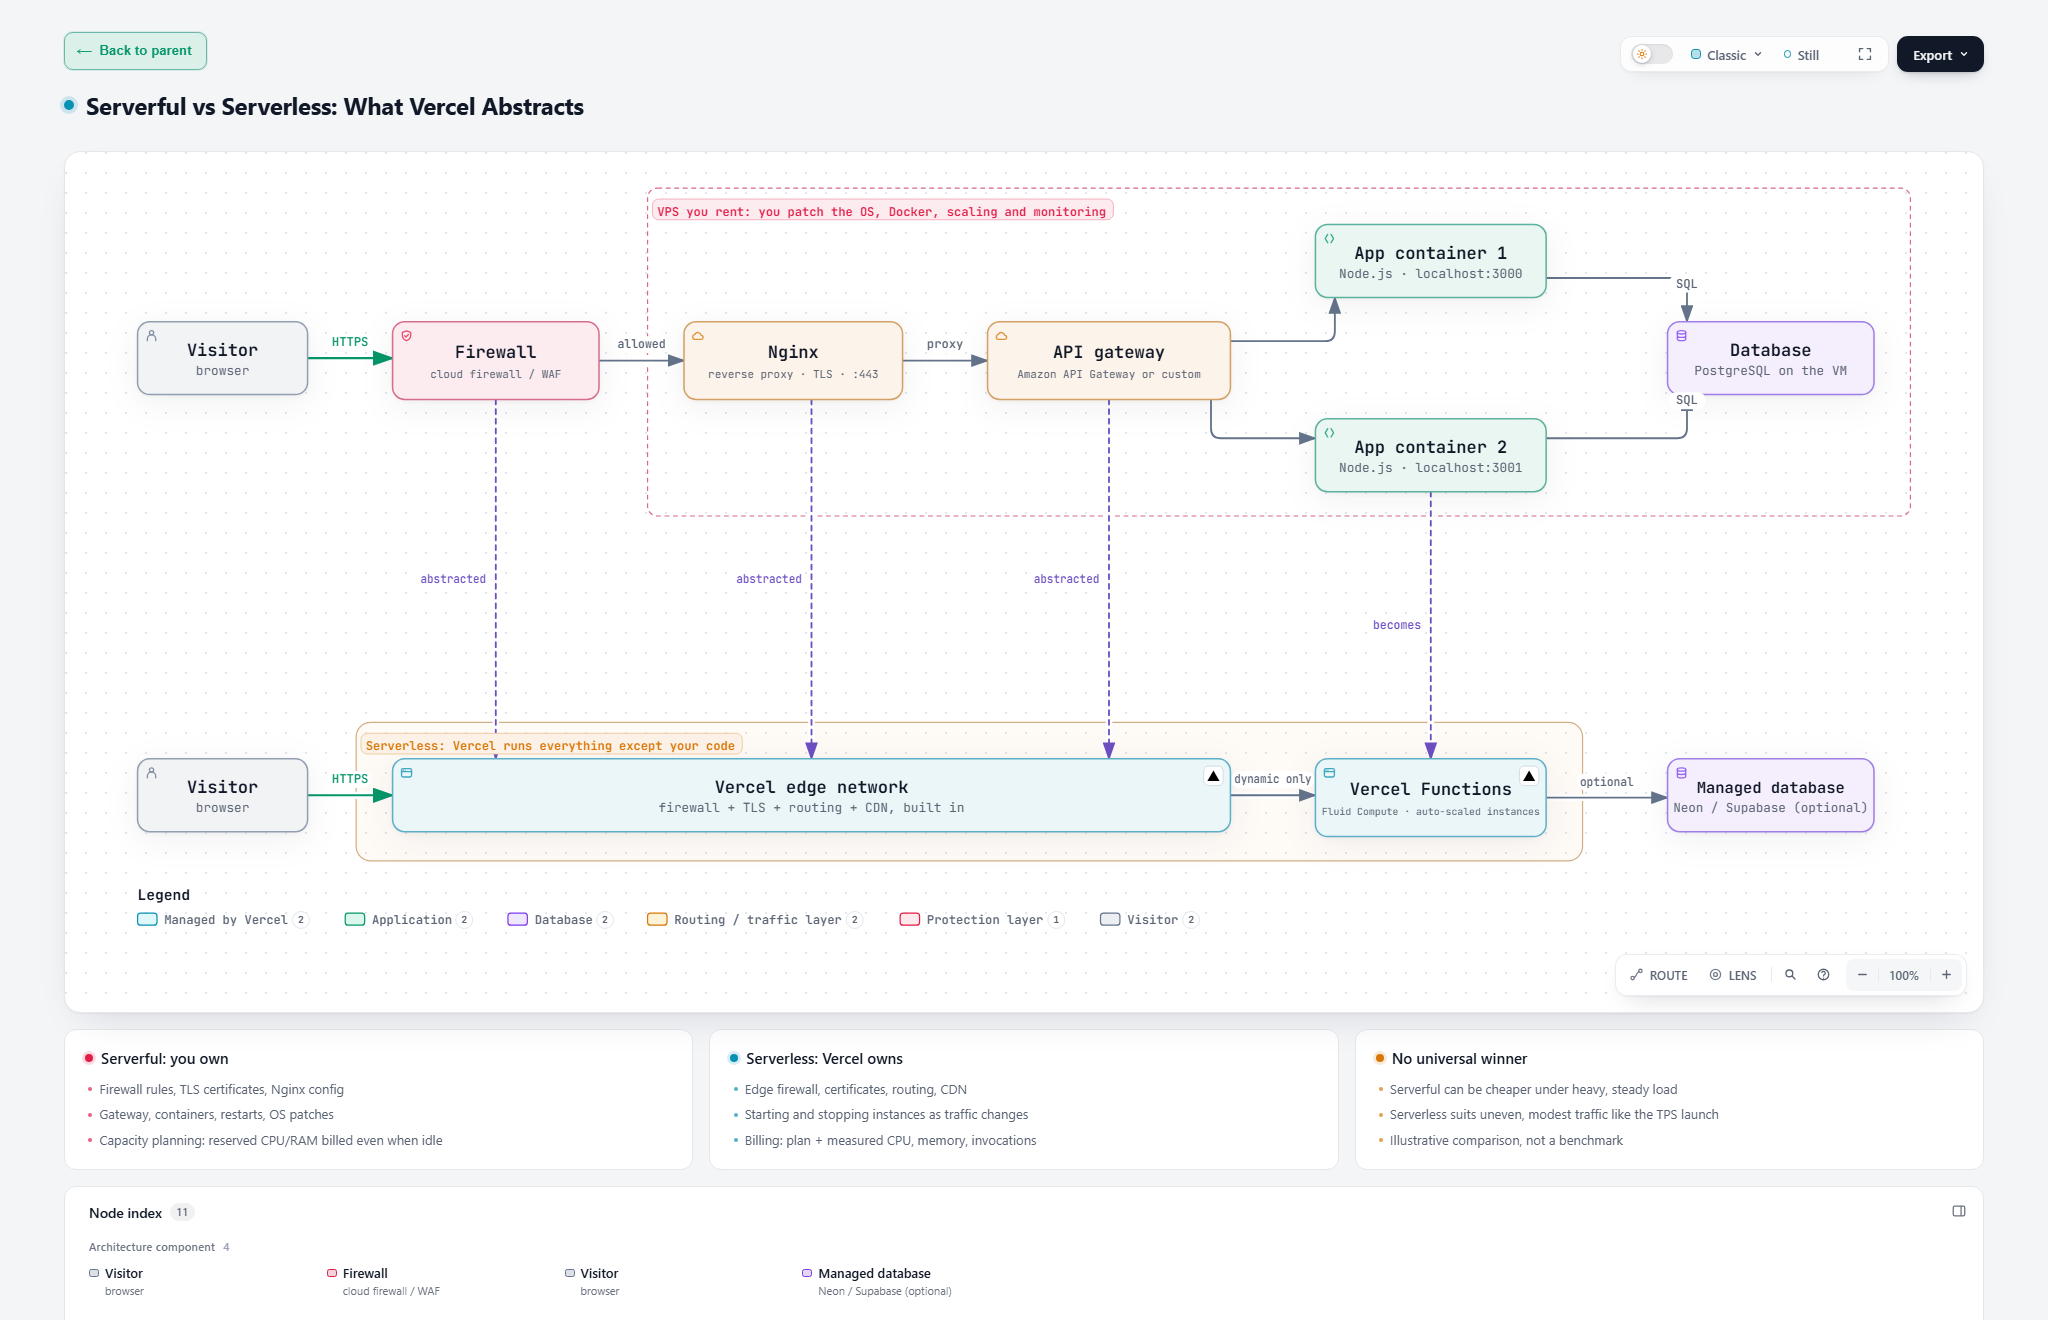 ← Back to parent
Classic
Still
Export
Serverful vs Serverless: What Vercel Abstracts
VPS you rent: you patch the OS, Docker, scaling and monitoring
App container 1
Node.js · localhost:3000
SQL
Visitor
browser
HTTPS
Firewall
cloud firewall / WAF
allowed
Nginx
reverse proxy · TLS · :443
proxy
API gateway
Amazon API Gateway or custom
Database
PostgreSQL on the VM
SQL
App container 2
Node.js · localhost:3001
abstracted
abstracted
abstracted
becomes
Serverless: Vercel runs everything except your code
Visitor
browser
HTTPS
Vercel edge network
firewall + TLS + routing + CDN, built in
dynamic only
Vercel Functions
Fluid Compute · auto-scaled instances
optional
Managed database
Neon / Supabase (optional)
Legend
Managed by Vercel 2
Application 2
Database 2
Routing / traffic layer 2
Protection layer 1
Visitor 2
ROUTE
LENS
− 100% +
Serverful: you own
• Firewall rules, TLS certificates, Nginx config
• Gateway, containers, restarts, OS patches
• Capacity planning: reserved CPU/RAM billed even when idle
Serverless: Vercel owns
• Edge firewall, certificates, routing, CDN
• Starting and stopping instances as traffic changes
• Billing: plan + measured CPU, memory, invocations
No universal winner
• Serverful can be cheaper under heavy, steady load
• Serverless suits uneven, modest traffic like the TPS launch
• Illustrative comparison, not a benchmark
Node index 11
Architecture component 4
Visitor
browser
Firewall
cloud firewall / WAF
Visitor
browser
Managed database
Neon / Supabase (optional)